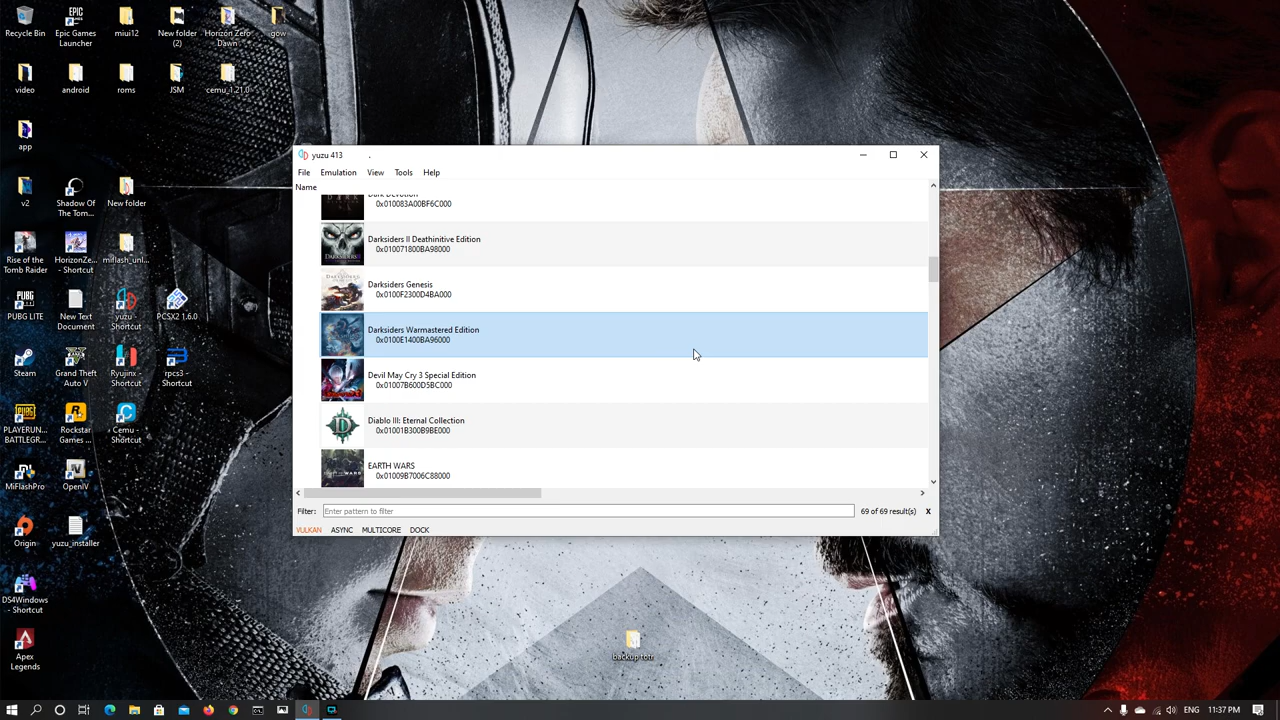 Recycle Bin
Epic Games
Launcher
miui12
New folder
(2)
Horizon Zero
Dawn
gow
video
android
roms
JSM
cemu_1.21.0
app
v2
Shadow Of
The Tom...
New folder
Rise of the
Tomb Raider
HorizonZe...
- Shortcut
miflash_unl...
PUBG LITE
New Text
Document
yuzu -
Shortcut
PCSX2 1.6.0
Steam
Grand Theft
Auto V
Ryujinx -
Shortcut
rpcs3 -
Shortcut
PLAYERUN...
BATTLEGR...
Rockstar
Games ...
Cemu -
Shortcut
MiFlashPro
OpenIV
Origin
yuzu_installer
DS4Windows
- Shortcut
Apex
Legends
yuzu 413
File Emulation View Tools Help
Name
Dark Devotion
0x010083A00BF6C000
Darksiders II Deathinitive Edition
0x010071800BA98000
Darksiders Genesis
0x0100F2300D4BA000
Darksiders Warmastered Edition
0x0100E1400BA96000
Devil May Cry 3 Special Edition
0x01007B600D5BC000
Diablo III: Eternal Collection
0x01001B300B9BE000
EARTH WARS
0x01009B7006C88000
Filter: Enter pattern to filter 69 of 69 result(s) X
VULKAN ASYNC MULTICORE DOCK
backup rotr
11:37 PM